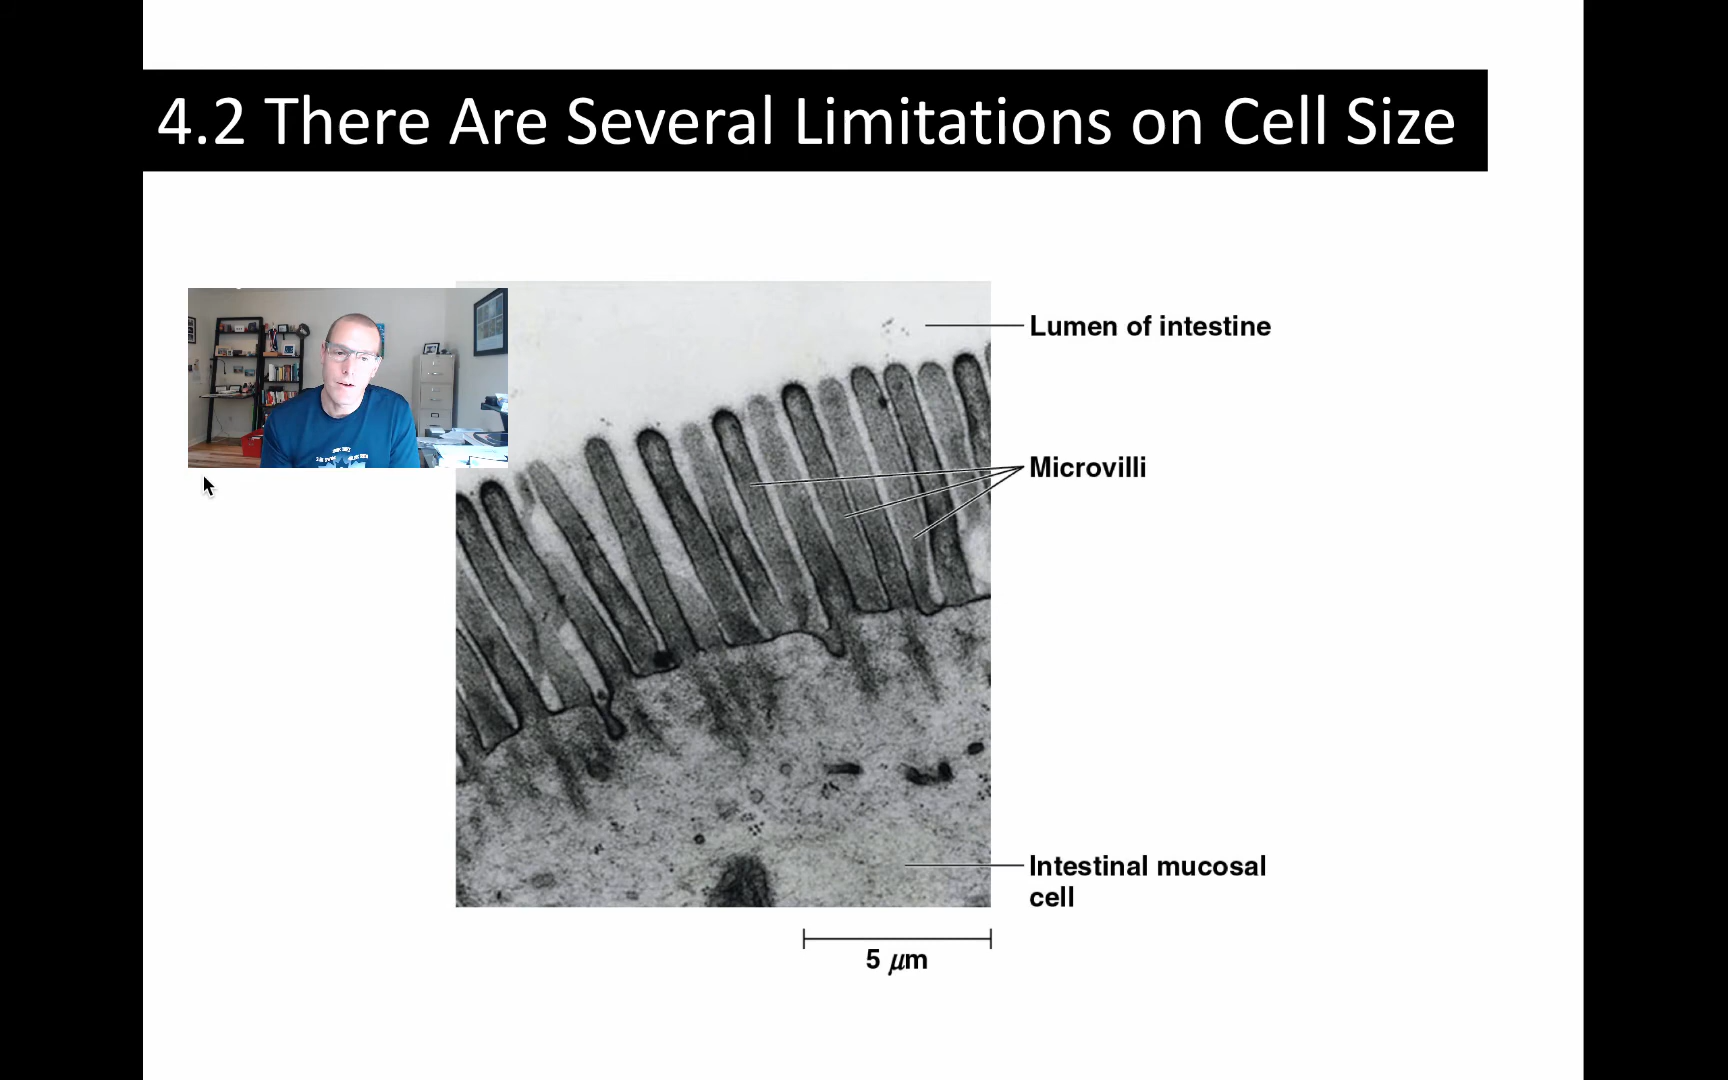 4.2 There Are Several Limitations on Cell Size
Lumen of intestine
Microvilli
Intestinal mucosal
cell
5 μm